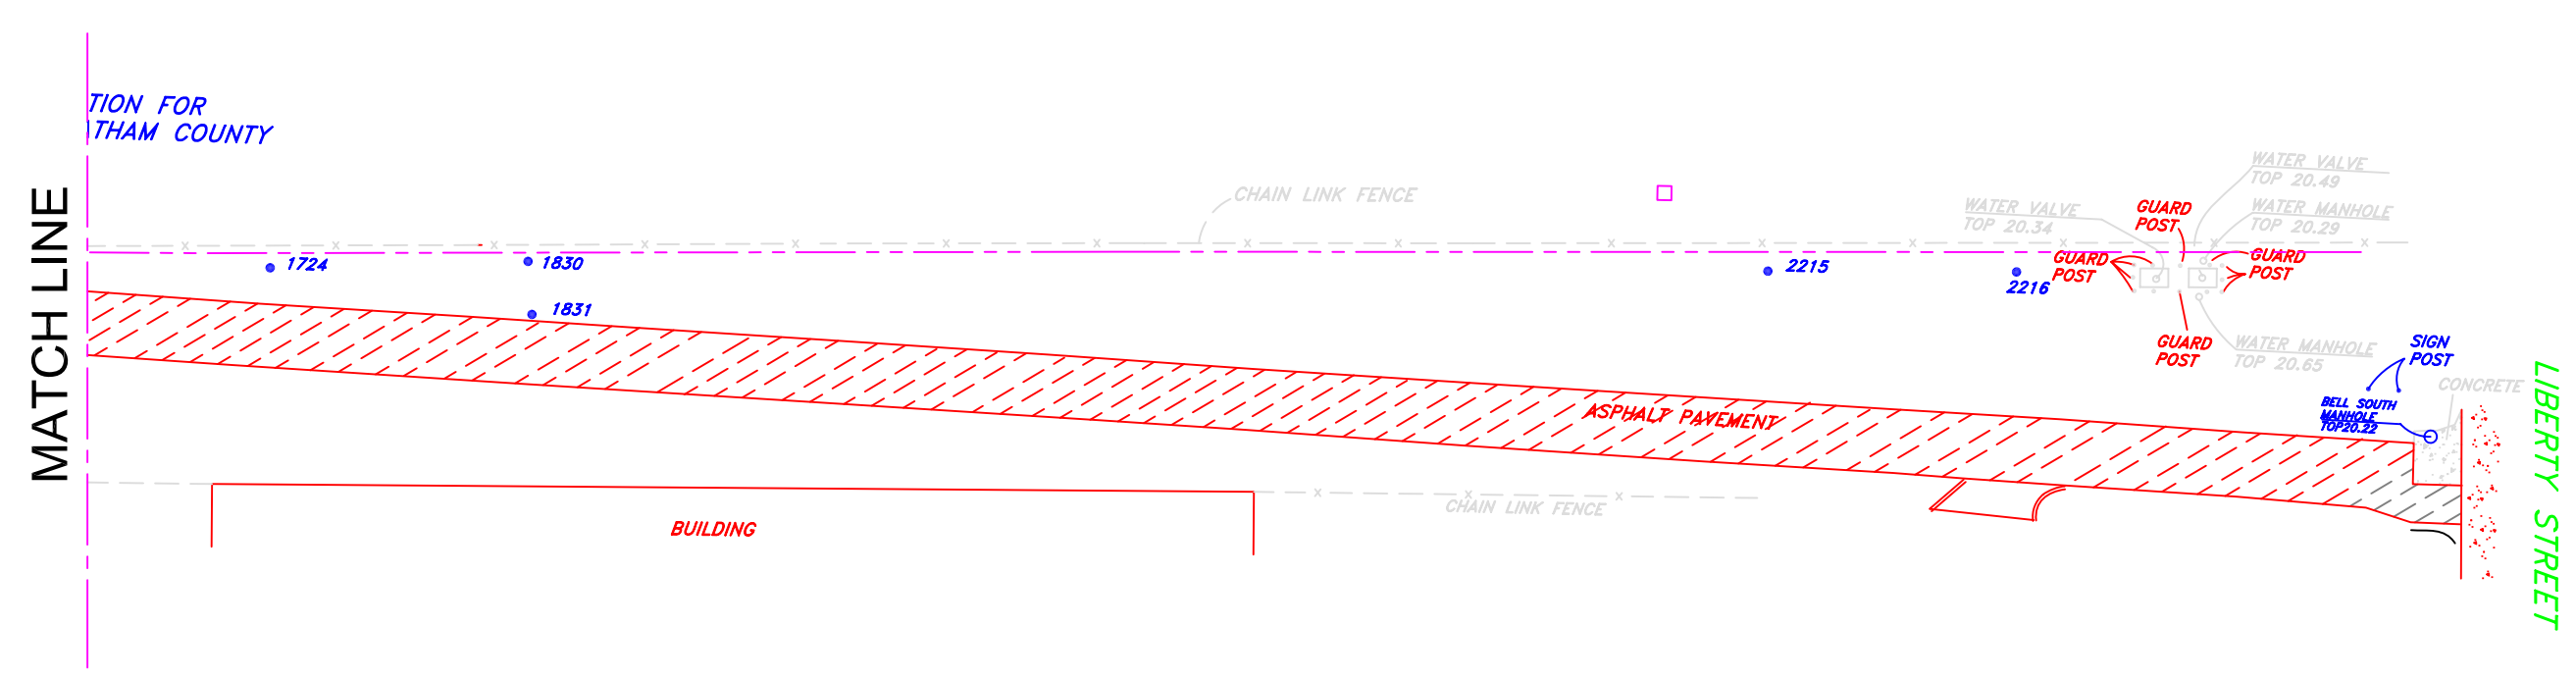 TION FOR
THAM COUNTY
MATCH LINE
CHAIN LINK FENCE
WATER VALVE
TOP 20.49
WATER VALVE
TOP 20.34
GUARD
POST
WATER MANHOLE
TOP 20.29
GUARD
POST
GUARD
POST
1724
1830
2215
2216
1831
GUARD
POST
WATER MANHOLE
TOP 20.65
SIGN
POST
CONCRETE
BELL SOUTH
MANHOLE
TOP20.22
LIBERTY STREET
ASPHALT PAVEMENT
CHAIN LINK FENCE
BUILDING